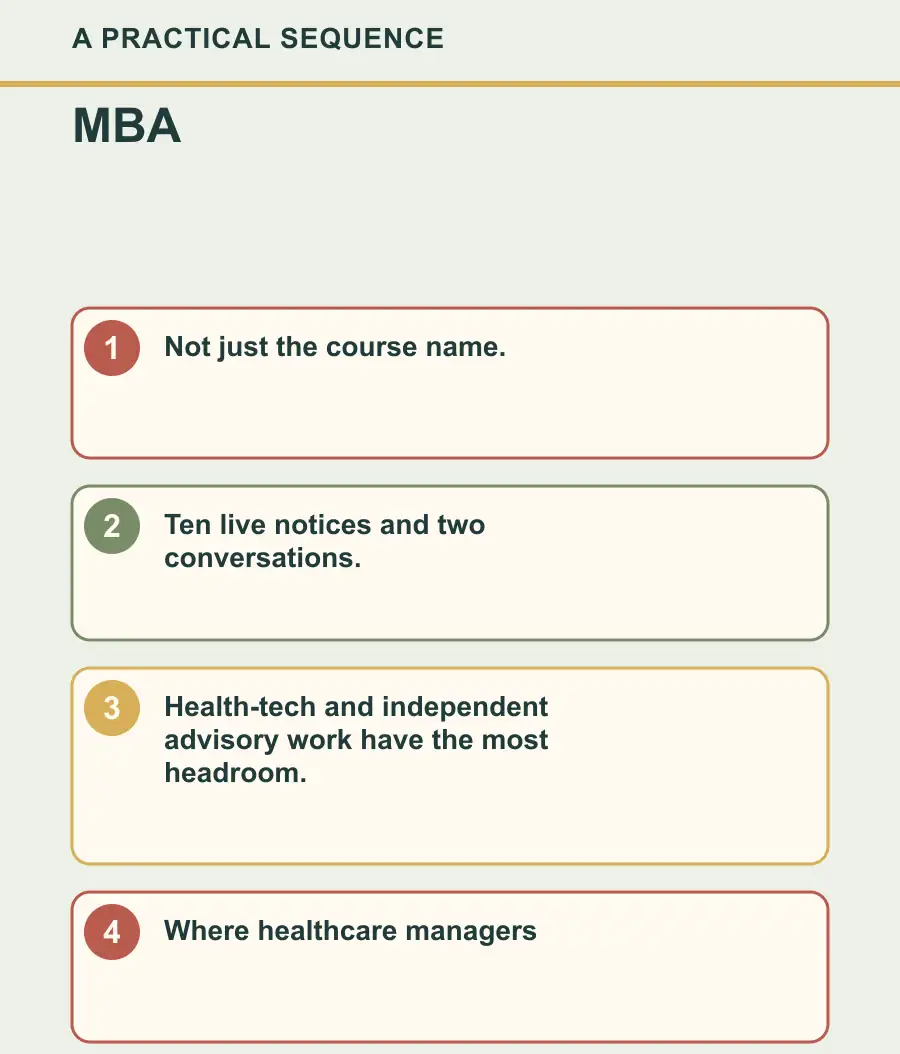 A PRACTICAL SEQUENCE
MBA
1
Not just the course name.
2
Ten live notices and two
conversations.
3
Health-tech and independent
advisory work have the most
headroom.
4
Where healthcare managers